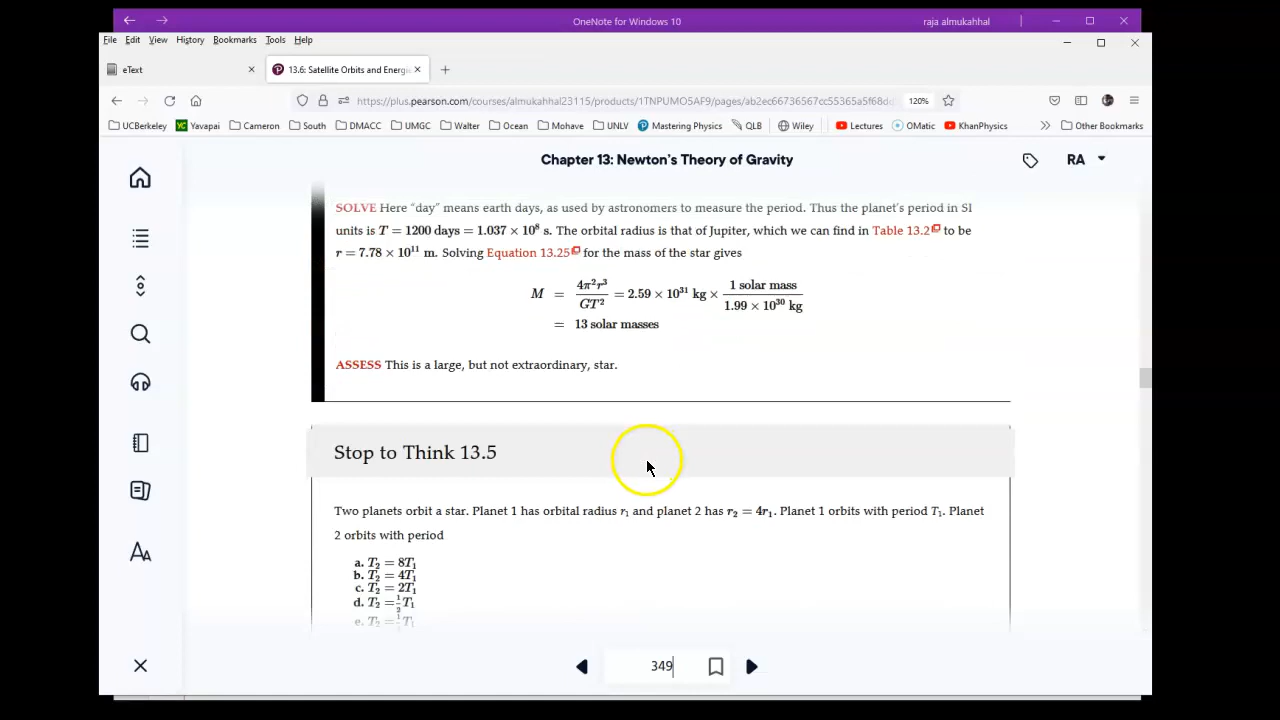 OneNote for Windows 10
raja almukahhal
File Edit View History Bookmarks Tools Help
eText
13.6: Satellite Orbits and Energie
https://plus.pearson.com/courses/almukahhal23115/products/1TNPUMO5AF9/pages/ab2ec66736567cc55365a5f68d
120%
UCBerkeley Yavapai Cameron South DMACC UMGC Walter Ocean Mohave UNLV Mastering Physics QLB Wiley Lectures OMatic KhanPhysics Other Bookmarks
Chapter 13: Newton's Theory of Gravity
RA
SOLVE Here “day” means earth days, as used by astronomers to measure the period. Thus the planet's period in SI
units is T = 1200 days = 1.037 × 10⁸ s. The orbital radius is that of Jupiter, which we can find in Table 13.2 to be
r = 7.78 × 10¹¹ m. Solving Equation 13.25 for the mass of the star gives
M = 4π²r³/GT² = 2.59 × 10³¹ kg × 1 solar mass/1.99 × 10³⁰ kg
= 13 solar masses
ASSESS This is a large, but not extraordinary, star.
Stop to Think 13.5
Two planets orbit a star. Planet 1 has orbital radius r₁ and planet 2 has r₂ = 4r₁. Planet 1 orbits with period T₁. Planet
2 orbits with period
a. T₂ = 8T₁
b. T₂ = 4T₁
c. T₂ = 2T₁
d. T₂ = ½T₁
e. T₂ = 1 T₁
349